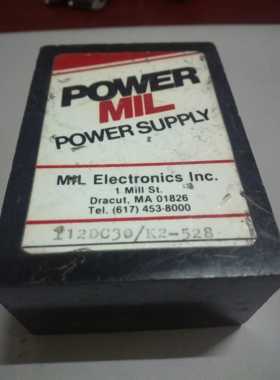 POWER
MIL
POWER SUPPLY
MIL Electronics Inc.
1 Mill St.
Dracut, MA 01826
Tel. (617) 453-8000
112DC30/K2-528